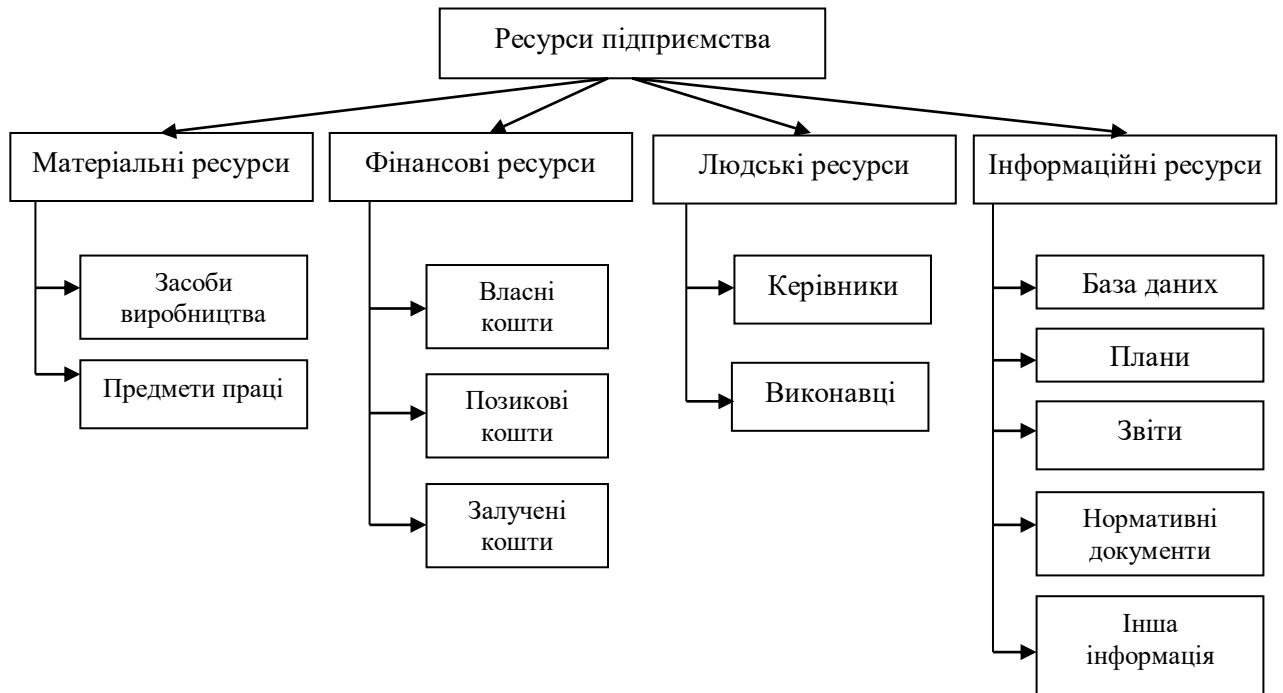 Ресурси підприємства
Матеріальні ресурси
Фінансові ресурси
Людські ресурси
Інформаційні ресурси
Засоби
виробництва
Предмети праці
Власні
кошти
Позикові
кошти
Залучені
кошти
Керівники
Виконавці
База даних
Плани
Звіти
Нормативні
документи
Інша
інформація